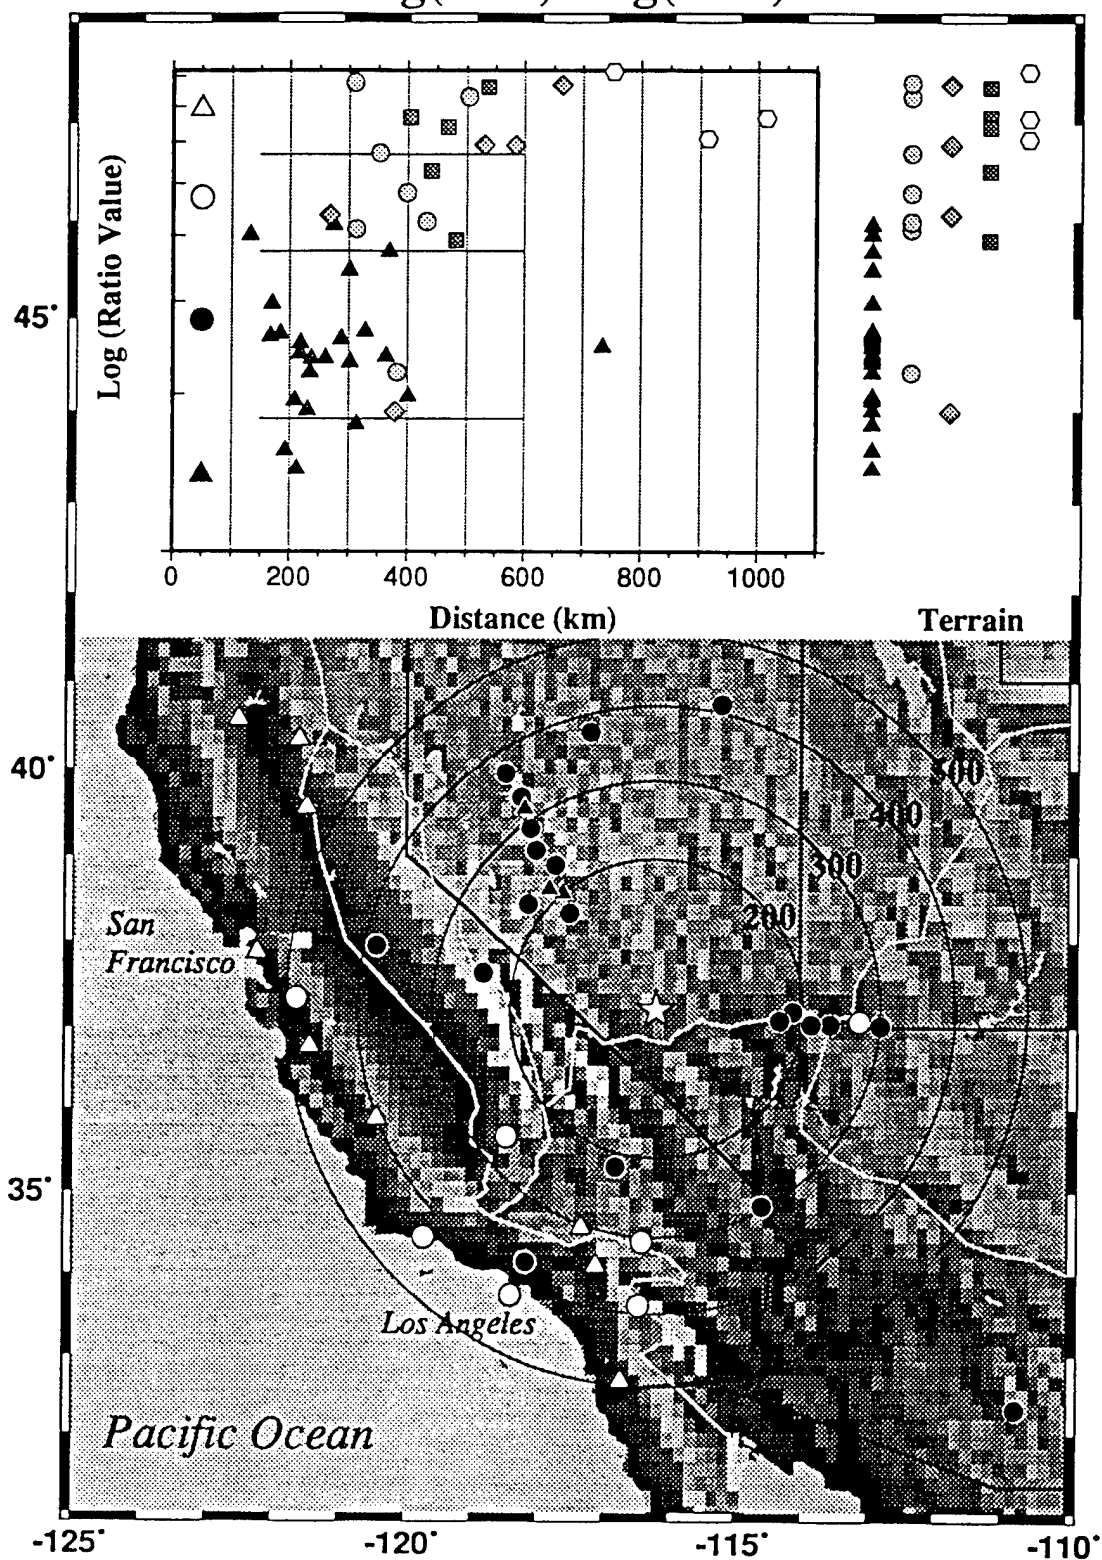 Log (Ratio Value)
0 200 400 600 800 1000
Distance (km)
Terrain
45°
40°
35°
500
400
300
200
San
Francisco
Los Angeles
Pacific Ocean
-125° -120° -115° -110°